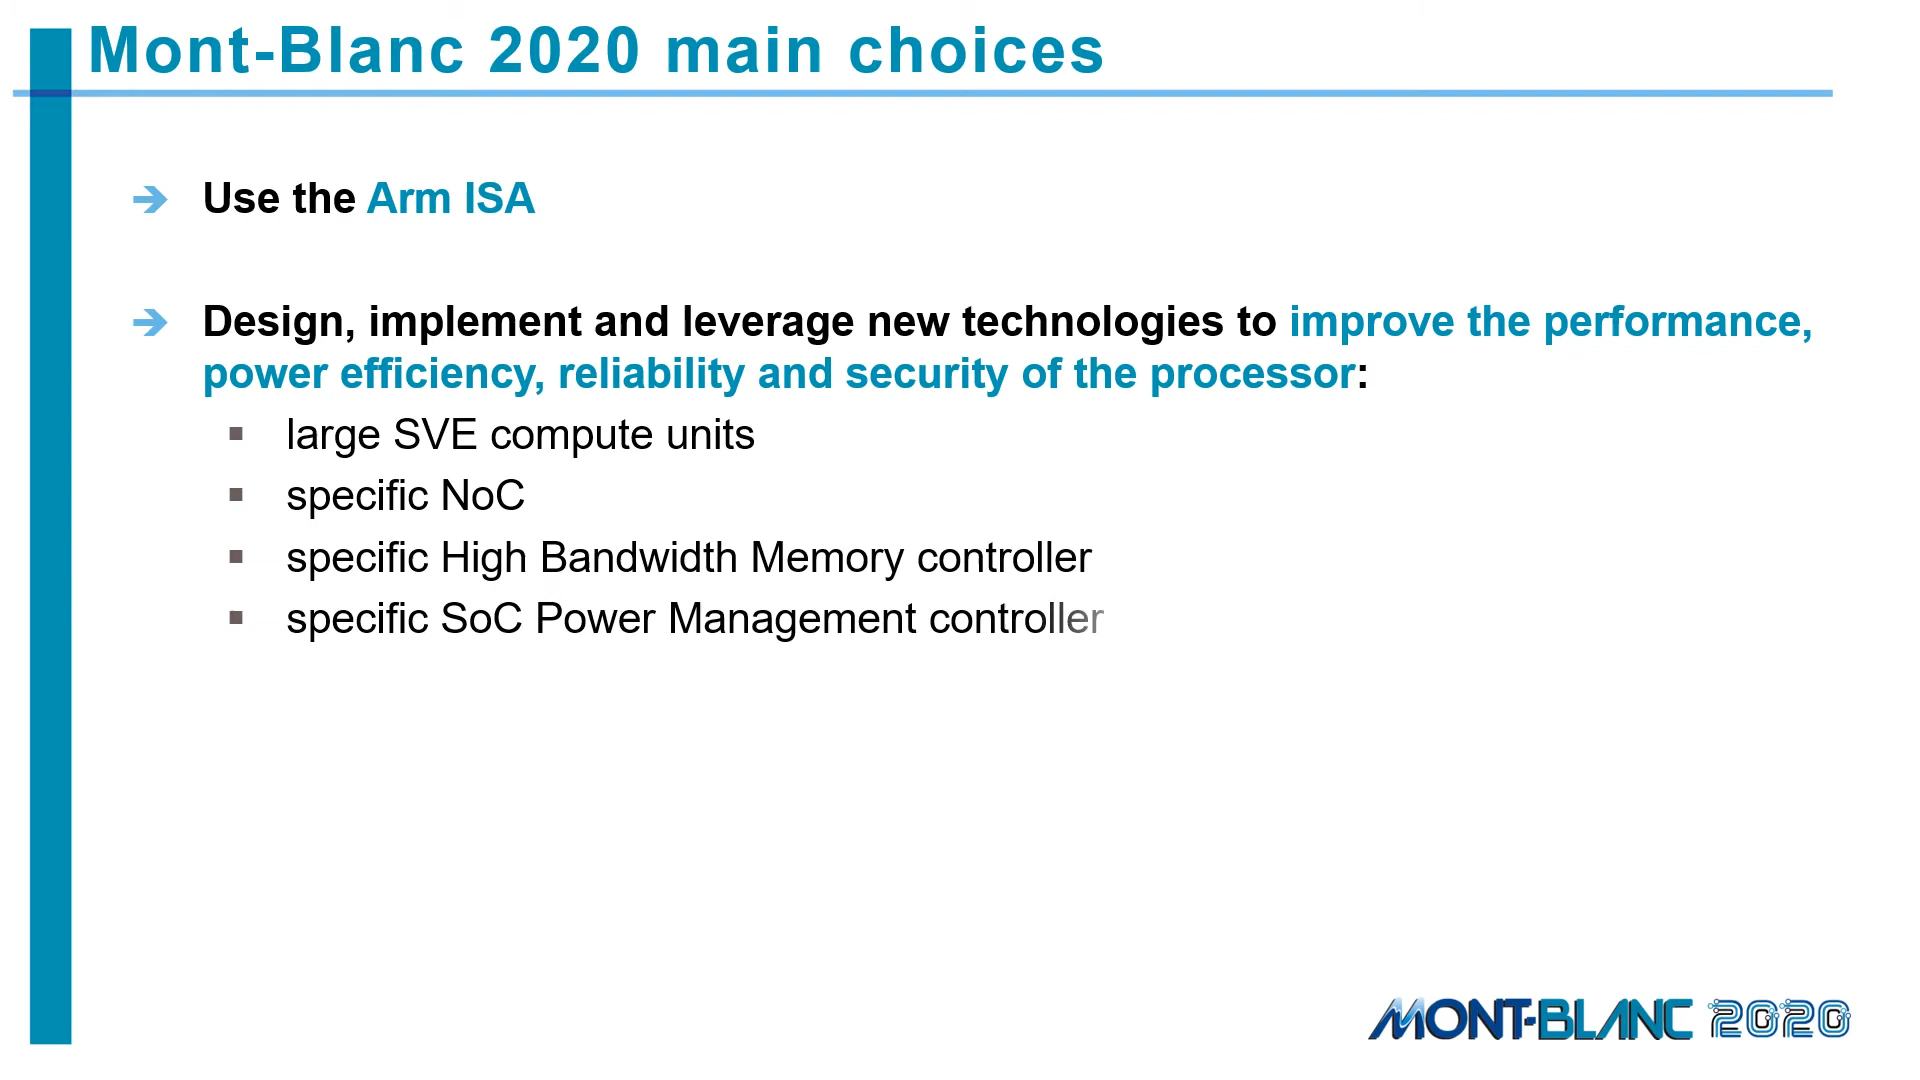 Mont-Blanc 2020 main choices
Use the Arm ISA
Design, implement and leverage new technologies to improve the performance,
power efficiency, reliability and security of the processor:
large SVE compute units
specific NoC
specific High Bandwidth Memory controller
specific SoC Power Management controller
MONT-BLANC 2020